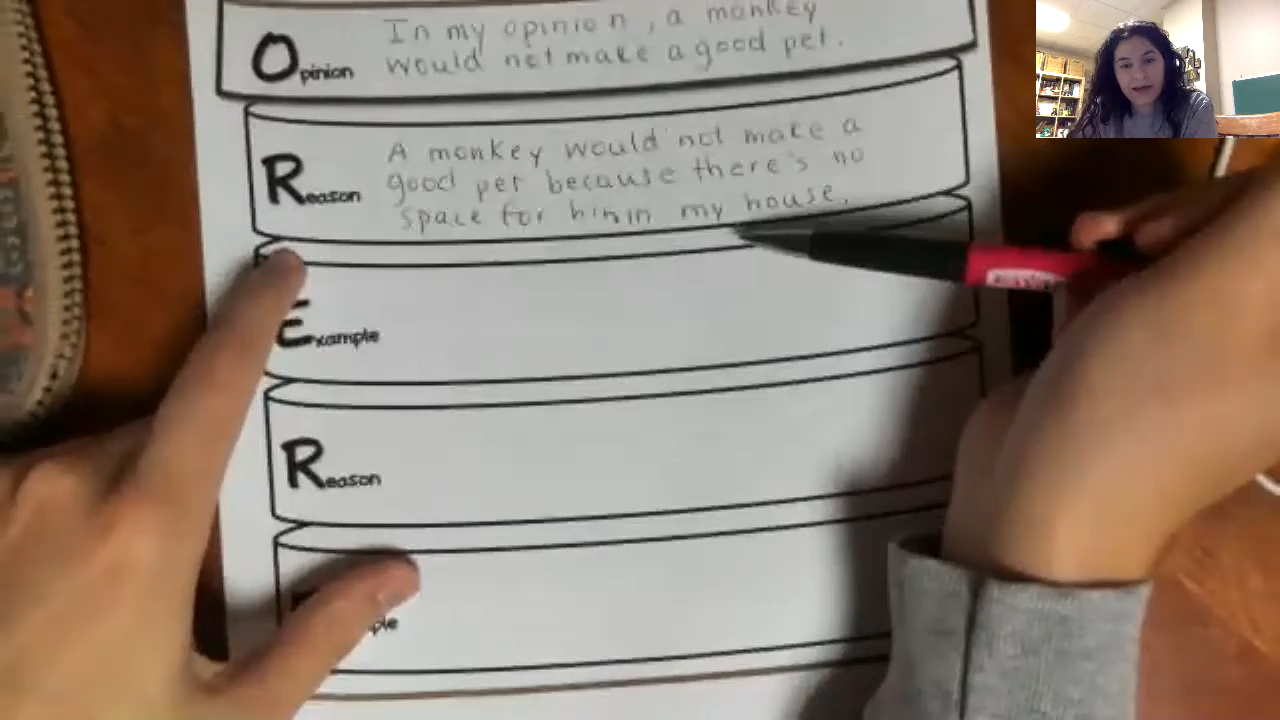 Opinion In my opinion, a monkey
would not make a good pet.
Reason A monkey would not make a
good pet because there's no
space for him in my house.
Example
Reason